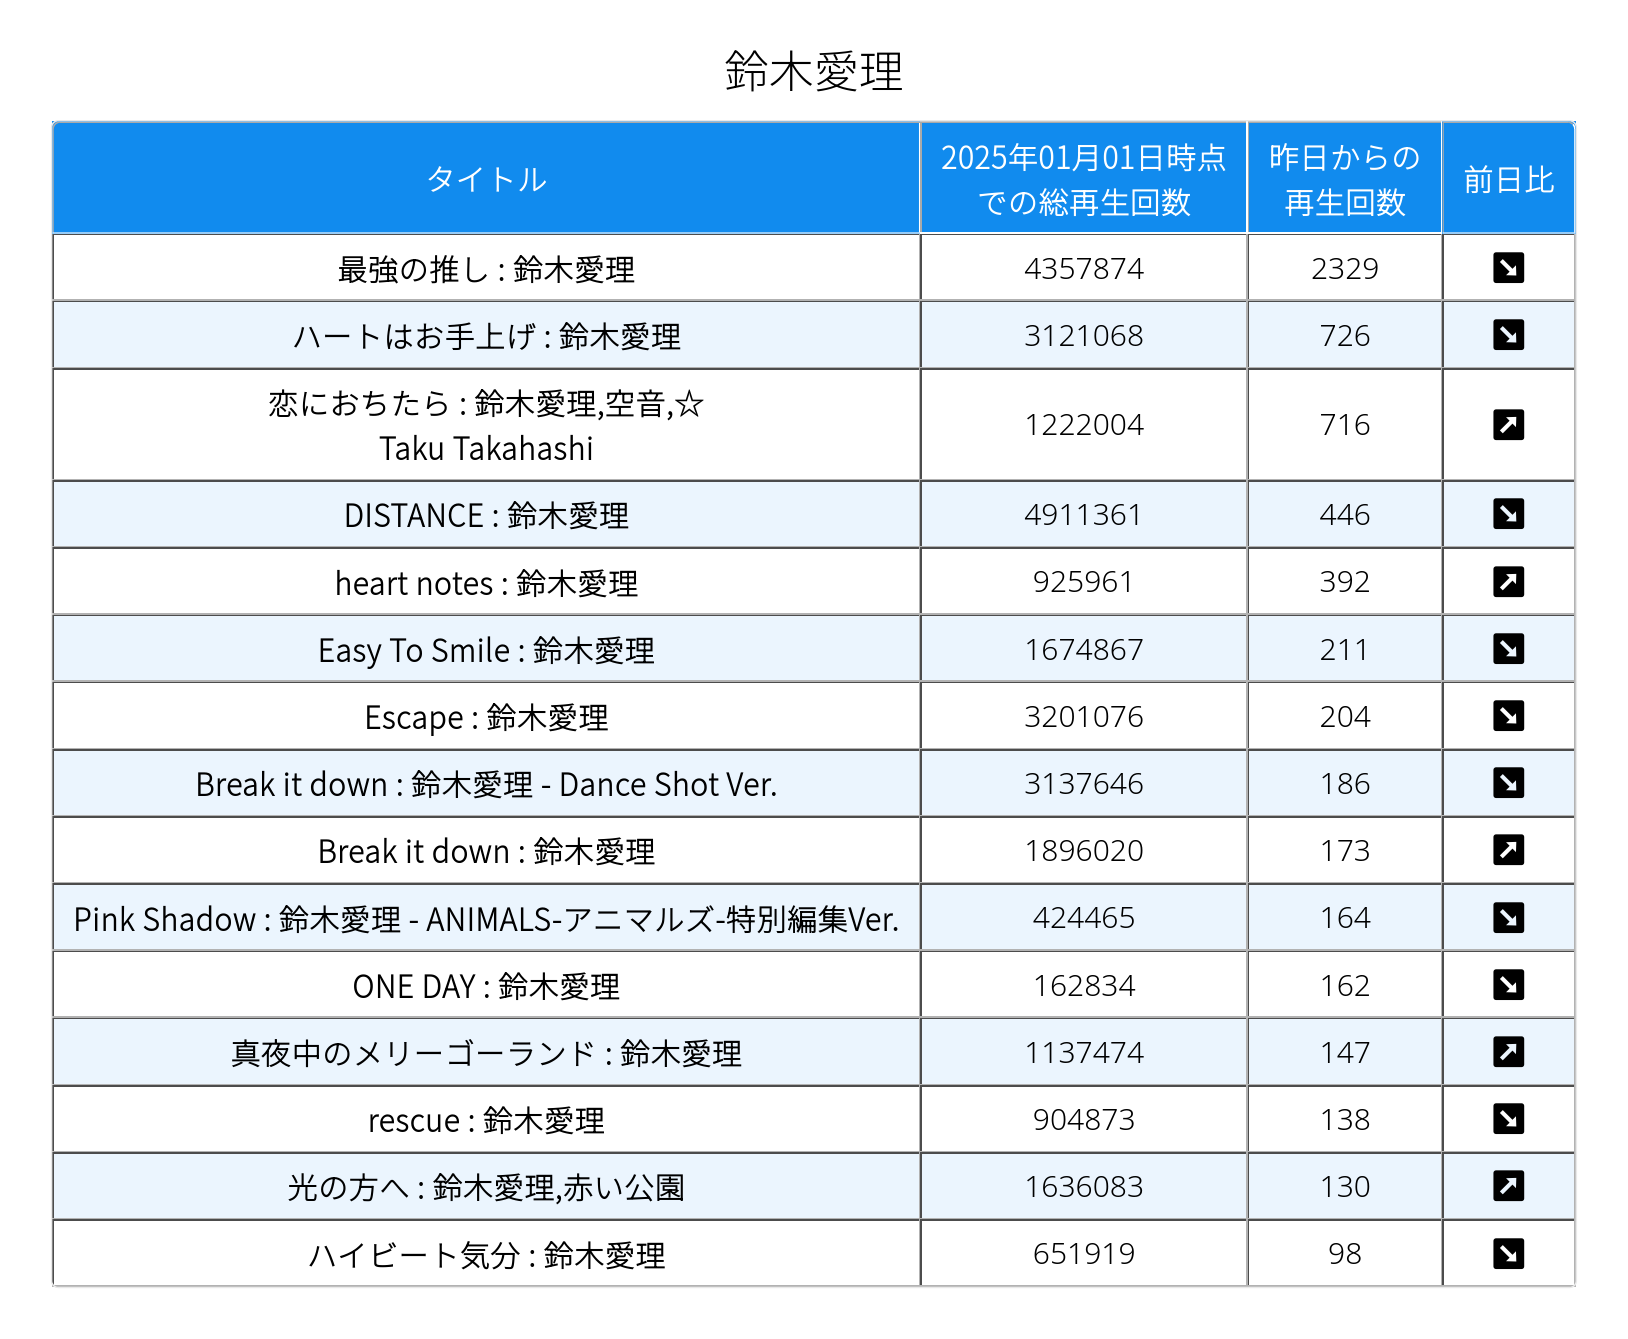 鈴木愛理
タイトル
2025年01月01日時点
での総再生回数
昨日からの
再生回数
前日比
最強の推し : 鈴木愛理 4357874 2329 ↘
ハートはお手上げ : 鈴木愛理 3121068 726 ↘
恋におちたら : 鈴木愛理,空音,☆
Taku Takahashi 1222004 716 ↗
DISTANCE : 鈴木愛理 4911361 446 ↘
heart notes : 鈴木愛理 925961 392 ↗
Easy To Smile : 鈴木愛理 1674867 211 ↘
Escape : 鈴木愛理 3201076 204 ↘
Break it down : 鈴木愛理 - Dance Shot Ver. 3137646 186 ↘
Break it down : 鈴木愛理 1896020 173 ↗
Pink Shadow : 鈴木愛理 - ANIMALS-アニマルズ-特別編集Ver. 424465 164 ↘
ONE DAY : 鈴木愛理 162834 162 ↘
真夜中のメリーゴーランド : 鈴木愛理 1137474 147 ↗
rescue : 鈴木愛理 904873 138 ↘
光の方へ : 鈴木愛理,赤い公園 1636083 130 ↗
ハイビート気分 : 鈴木愛理 651919 98 ↘